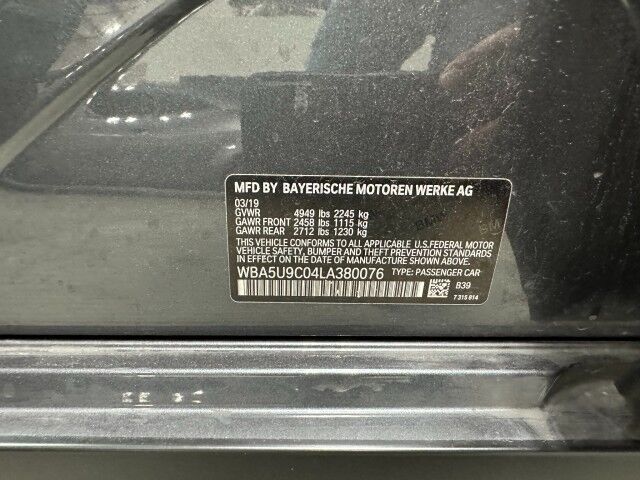 MFD BY BAYERISCHE MOTOREN WERKE AG
03/19
GVWR 4949 lbs 2245 kg
GAWR FRONT 2458 lbs 1115 kg
GAWR REAR 2712 lbs 1230 kg
THIS VEHICLE CONFORMS TO ALL APPLICABLE U.S. FEDERAL MOTOR
VEHICLE SAFETY, BUMPER AND THEFT PREVENTION STANDARDS
IN EFFECT ON THE DATE OF MANUFACTURE SHOWN ABOVE.
WBA5U9C04LA380076 TYPE: PASSENGER CAR
B39
7 315 814